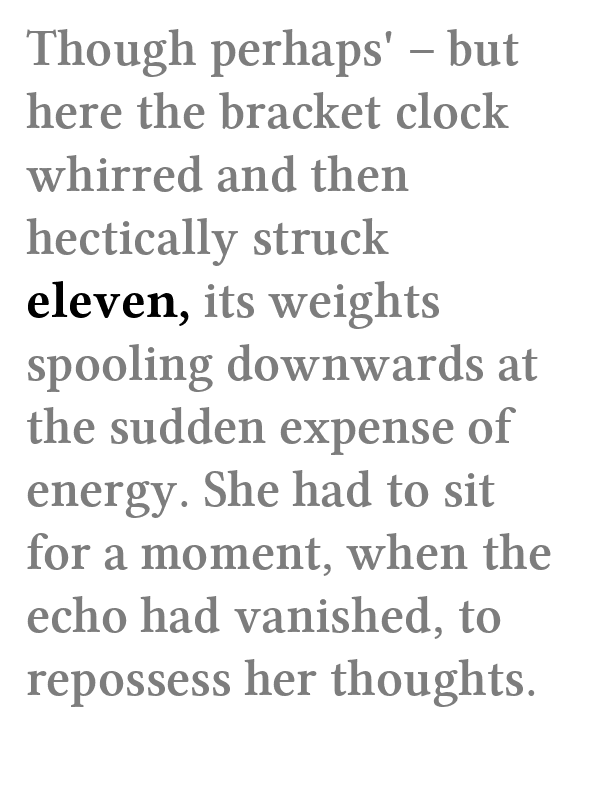 Though perhaps' – but
here the bracket clock
whirred and then
hectically struck
eleven, its weights
spooling downwards at
the sudden expense of
energy. She had to sit
for a moment, when the
echo had vanished, to
repossess her thoughts.